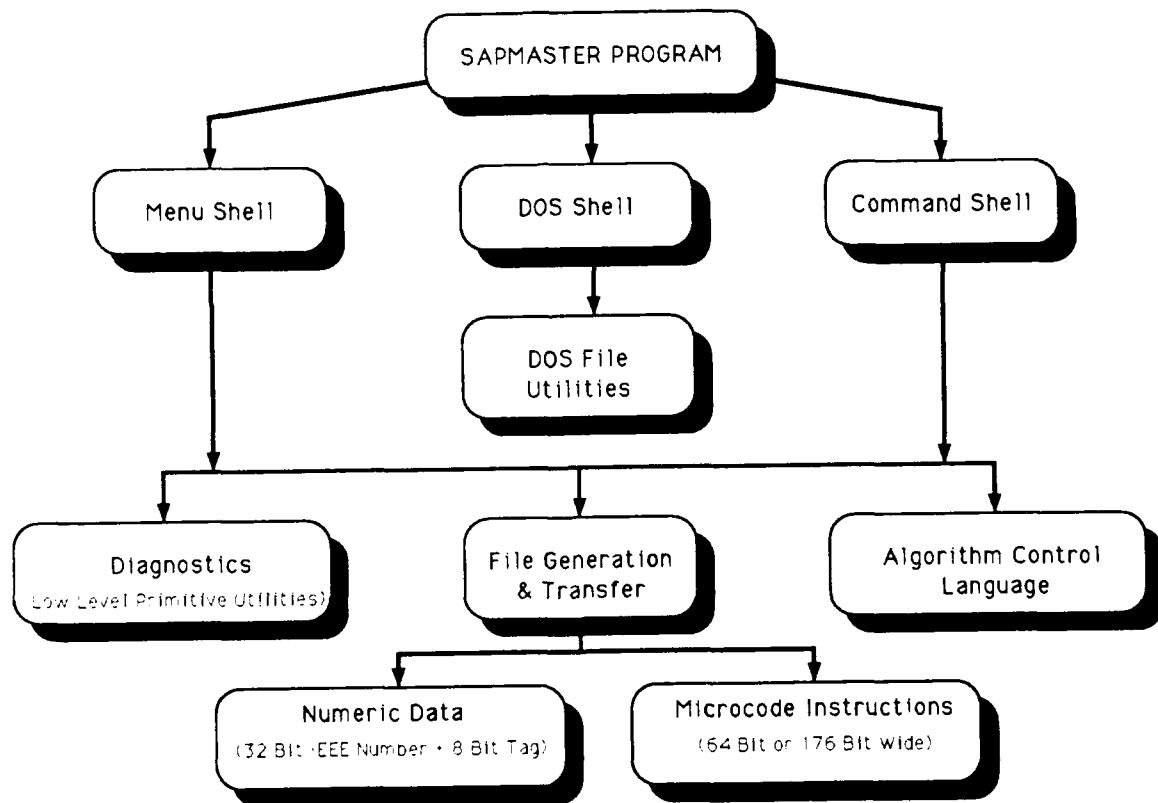 SAPMASTER PROGRAM
Menu Shell
DOS Shell
Command Shell
DOS File
Utilities
Diagnostics
Low Level Primitive Utilities)
File Generation
& Transfer
Algorithm Control
Language
Numeric Data
(32 Bit IEEE Number + 8 Bit Tag)
Microcode Instructions
(64 Bit or 176 Bit Wide)